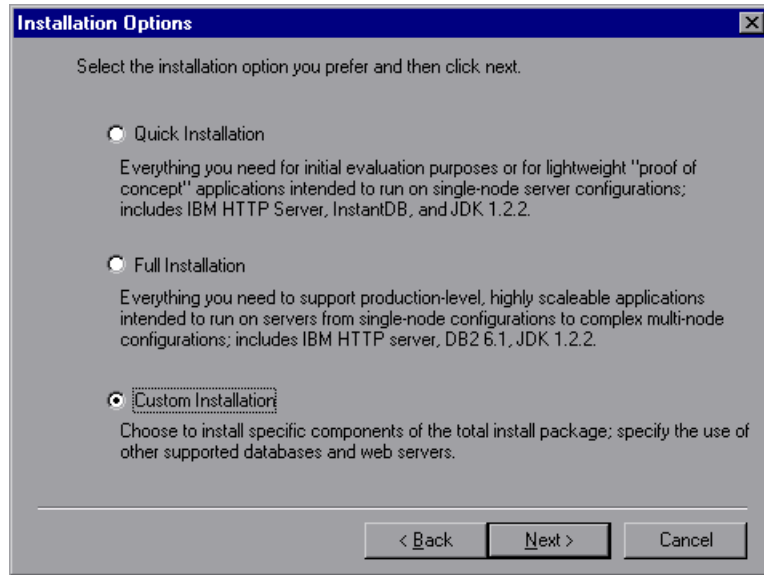 Installation Options
Select the installation option you prefer and then click next.
Quick Installation
Everything you need for initial evaluation purposes or for lightweight "proof of
concept" applications intended to run on single-node server configurations;
includes IBM HTTP Server, InstantDB, and JDK 1.2.2.
Full Installation
Everything you need to support production-level, highly scaleable applications
intended to run on servers from single-node configurations to complex multi-node
configurations; includes IBM HTTP server, DB2 6.1, JDK 1.2.2.
Custom Installation
Choose to install specific components of the total install package; specify the use of
other supported databases and web servers.
< Back Next > Cancel